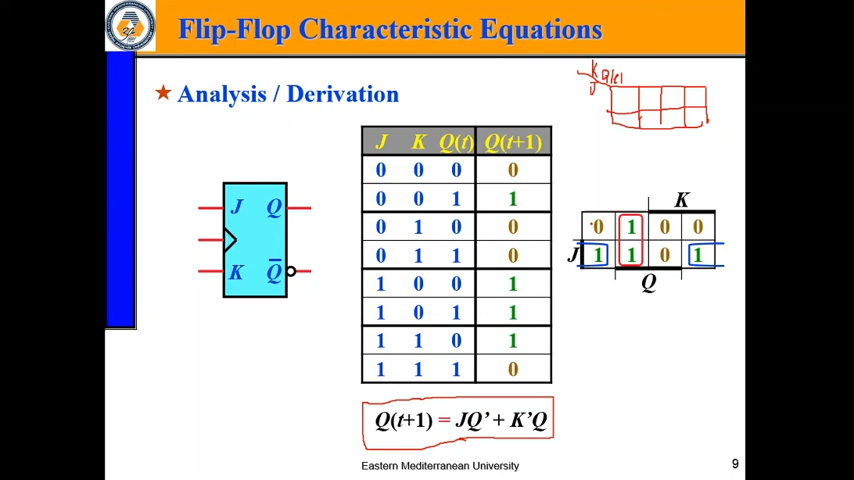 Flip-Flop Characteristic Equations
Analysis / Derivation
K Q(t)
J
J K Q(t) Q(t+1)
0 0 0 0
0 0 1 1
0 1 0 0
0 1 1 0
1 0 0 1
1 0 1 1
1 1 0 1
1 1 1 0
J Q
K Q̅
K
0 1 0 0
J 1 1 0 1
Q
Q(t+1) = JQ’ + K’Q
Eastern Mediterranean University
9